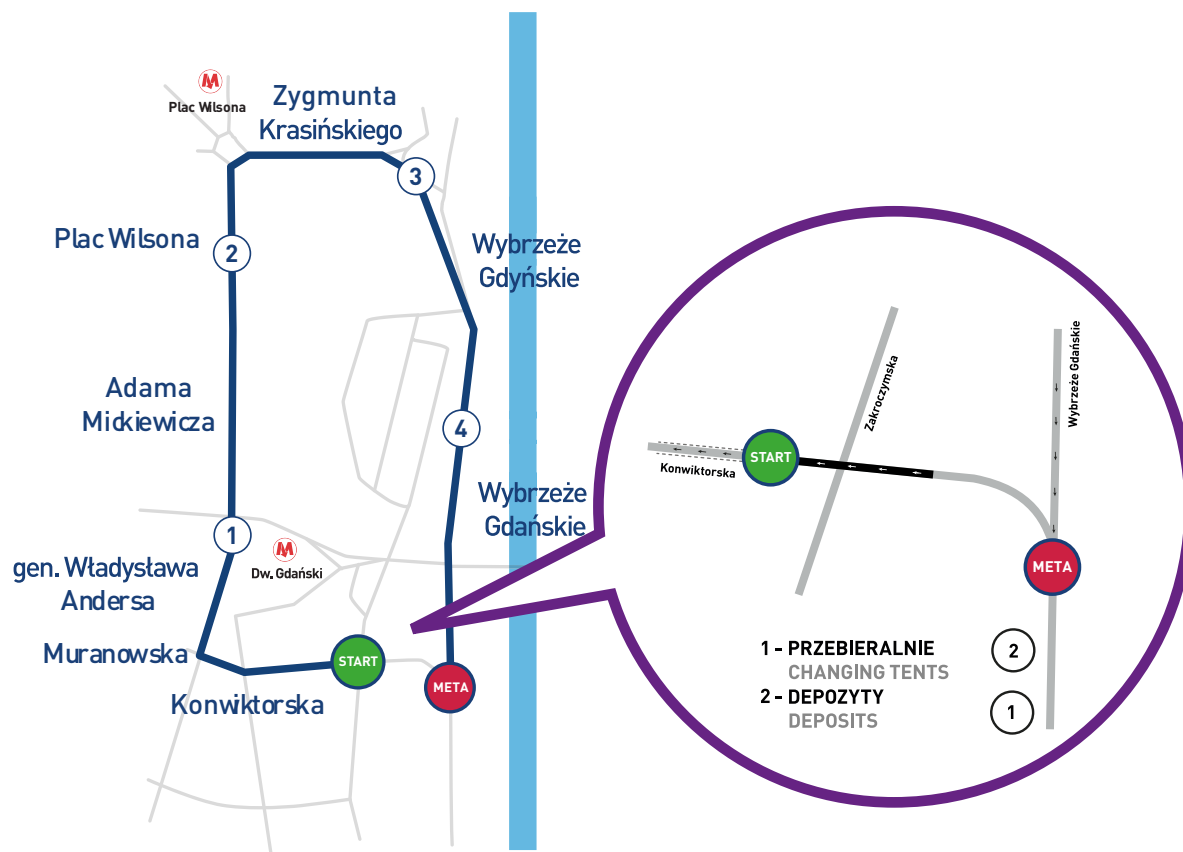 M
Plac Wilsona
Zygmunta
Krasińskiego
3
Plac Wilsona
2
Wybrzeże
Gdyńskie
Adama
Mickiewicza
4
Wybrzeże
Gdańskie
1
M
Dw. Gdański
gen. Władysława
Andersa
Muranowska
START
META
Konwiktorska
Zakroczymska
Wybrzeże Gdańskie
START
Konwiktorska
META
1 - PRZEBIERALNIE
CHANGING TENTS
2 - DEPOZYTY
DEPOSITS
2
1